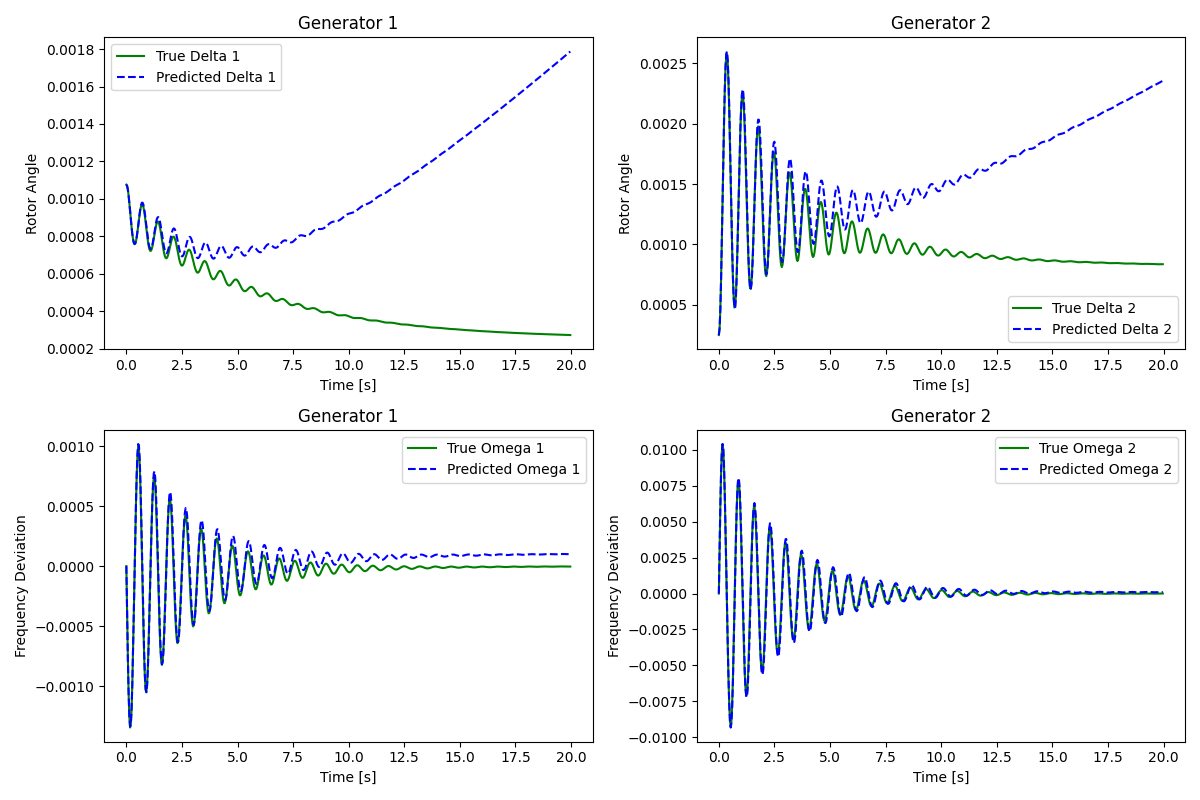 Generator 1
Rotor Angle
0.0018
0.0016
0.0014
0.0012
0.0010
0.0008
0.0006
0.0004
0.0002
True Delta 1
Predicted Delta 1
0.0 2.5 5.0 7.5 10.0 12.5 15.0 17.5 20.0
Time [s]
Generator 2
Rotor Angle
0.0025
0.0020
0.0015
0.0010
0.0005
True Delta 2
Predicted Delta 2
0.0 2.5 5.0 7.5 10.0 12.5 15.0 17.5 20.0
Time [s]
Generator 1
Frequency Deviation
0.0010
0.0005
0.0000
−0.0005
−0.0010
True Omega 1
Predicted Omega 1
0.0 2.5 5.0 7.5 10.0 12.5 15.0 17.5 20.0
Time [s]
Generator 2
Frequency Deviation
0.0100
0.0075
0.0050
0.0025
0.0000
−0.0025
−0.0050
−0.0075
−0.0100
True Omega 2
Predicted Omega 2
0.0 2.5 5.0 7.5 10.0 12.5 15.0 17.5 20.0
Time [s]